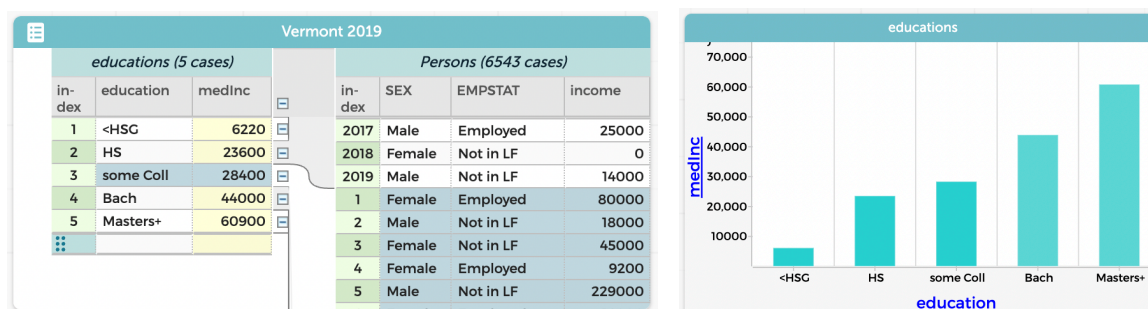 Vermont 2019
educations (5 cases)
in-
dex education medInc
1 <HSG 6220
2 HS 23600
3 some Coll 28400
4 Bach 44000
5 Masters+ 60900
Persons (6543 cases)
in-
dex SEX EMPSTAT income
2017 Male Employed 25000
2018 Female Not in LF 0
2019 Male Not in LF 14000
1 Female Employed 80000
2 Male Not in LF 18000
3 Female Not in LF 45000
4 Female Employed 9200
5 Male Not in LF 229000
educations
70,000
60,000
50,000
40,000
30,000
20,000
10000
medInc
<HSG HS some Coll Bach Masters+
education